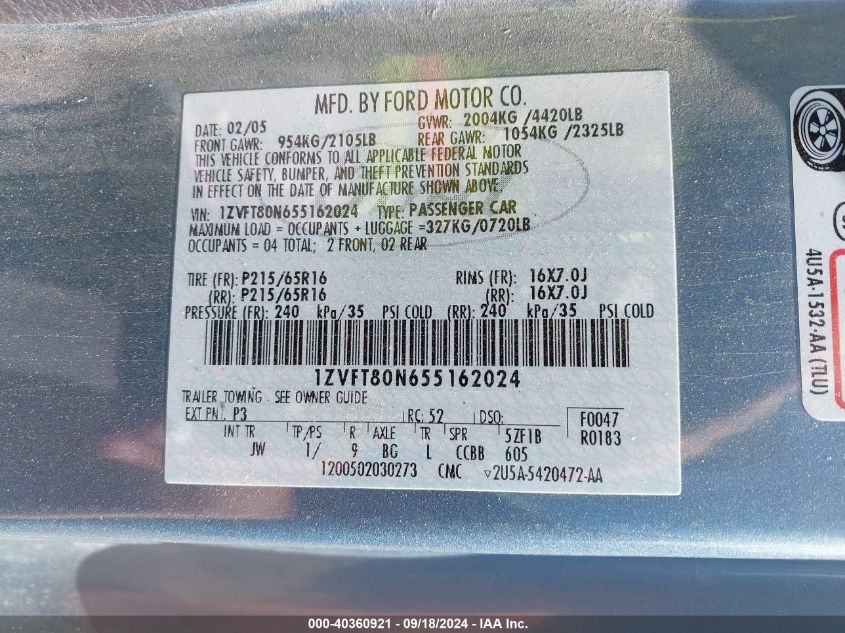 MFD. BY FORD MOTOR CO.
DATE: 02/05 GVWR: 2004KG /4420LB
FRONT GAWR: 954KG/2105LB REAR GAWR: 1054KG /2325LB
THIS VEHICLE CONFORMS TO ALL APPLICABLE FEDERAL MOTOR
VEHICLE SAFETY, BUMPER, AND THEFT PREVENTION STANDARDS
IN EFFECT ON THE DATE OF MANUFACTURE SHOWN ABOVE.
VIN: 1ZVFT80N655162024 TYPE: PASSENGER CAR
MAXIMUM LOAD = OCCUPANTS + LUGGAGE =327KG/0720LB
OCCUPANTS = 04 TOTAL; 2 FRONT, 02 REAR
TIRE (FR): P215/65R16 RIMS (FR): 16X7.0J
(RR): P215/65R16 (RR): 16X7.0J
PRESSURE (FR): 240 kPa/35 PSI COLD (RR): 240 kPa/35 PSI COLD
1ZVFT80N655162024
TRAILER TOWING - SEE OWNER GUIDE
EXT PNT: P3 RC: 52 DSO: F0047
INT TR TP/PS R AXLE TR SPR 5ZF1B R0183
JW 1/ 9 BG L CCBB 605
1200502030273 CMC ▽2U5A-5420472-AA
4U5A-1532-AA (TLU)
000-40360921 - 09/18/2024 - IAA Inc.